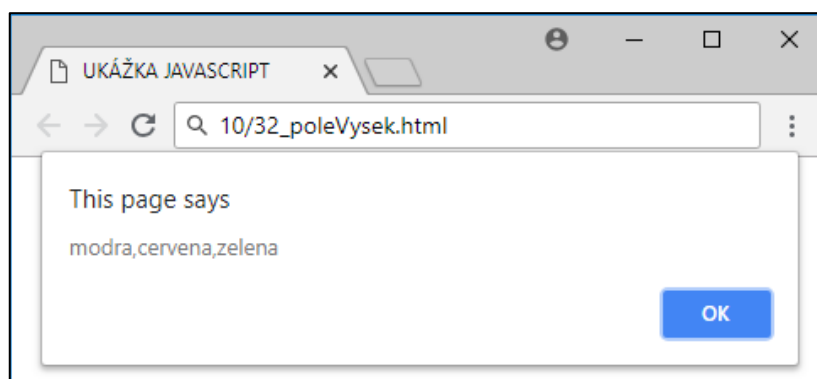 UKÁŽKA JAVASCRIPT
10/32_poleVysek.html
This page says
modra,cervena,zelena
OK